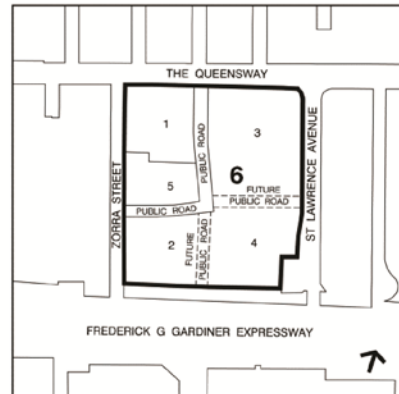 THE QUEENSWAY
1
3
PUBLIC ROAD
ZORRA STREET
ST LAWRENCE AVENUE
6
5
FUTURE
PUBLIC ROAD
PUBLIC ROAD
2
FUTURE
PUBLIC ROAD
4
FREDERICK G GARDINER EXPRESSWAY